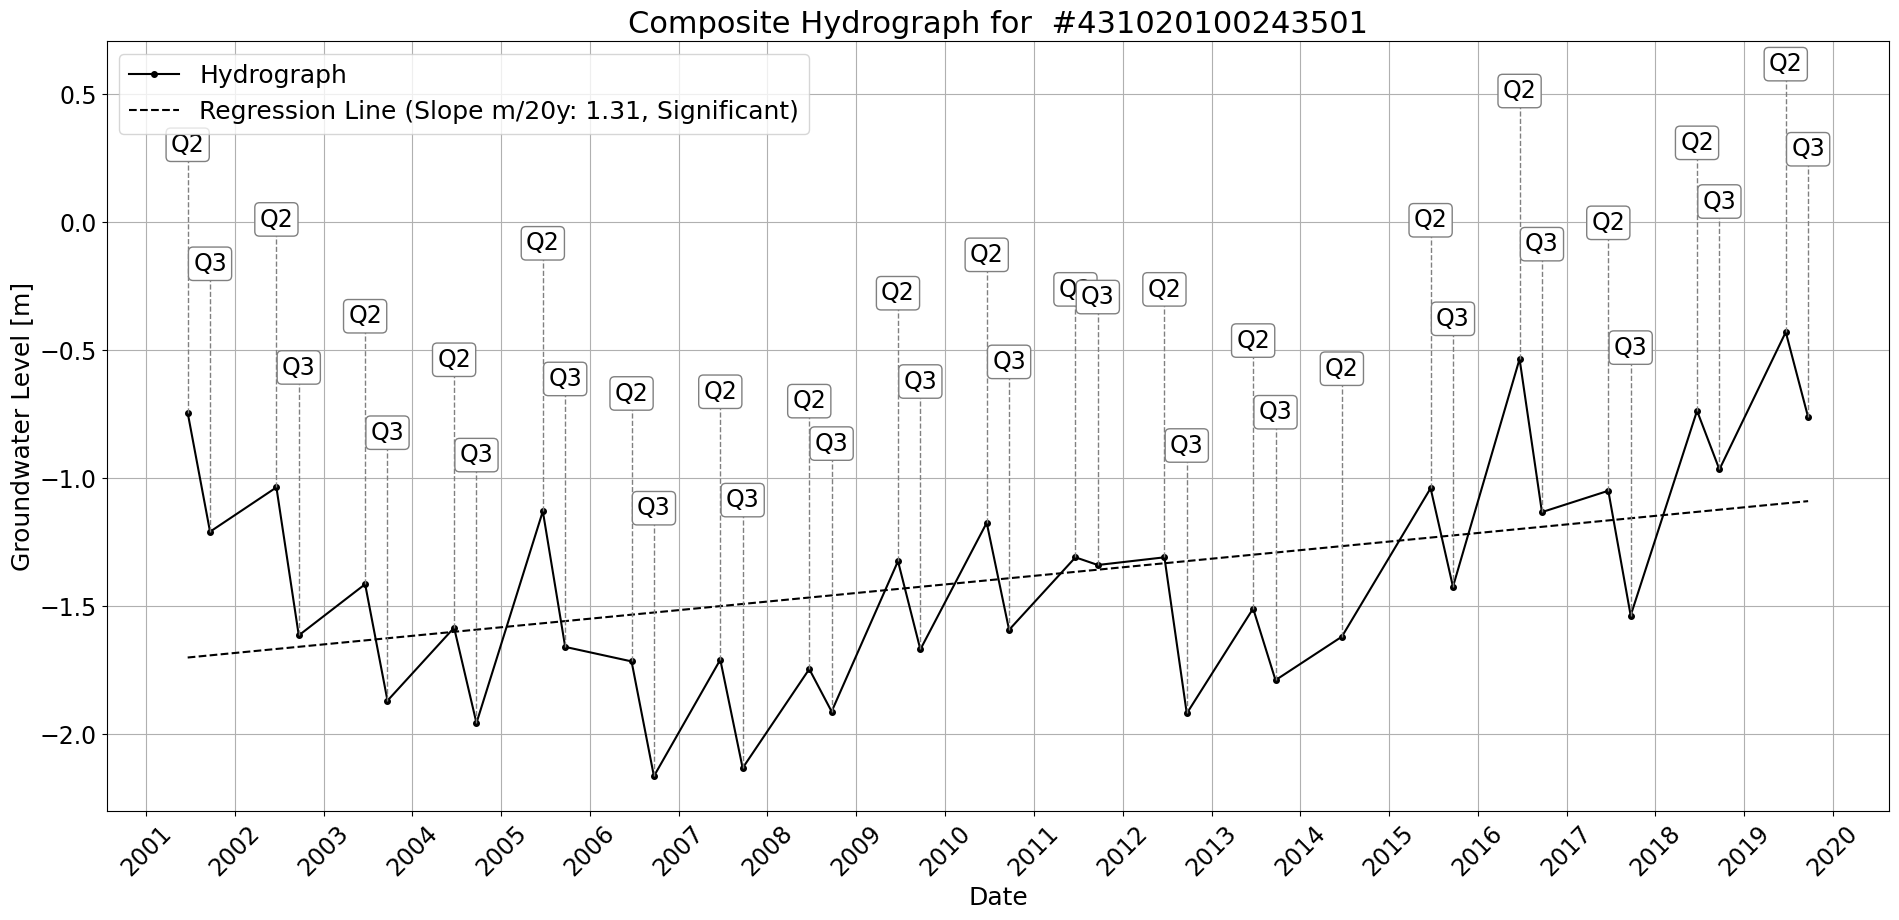 Composite Hydrograph for  #431020100243501
Hydrograph
Regression Line (Slope m/20y: 1.31, Significant)
Groundwater Level [m]
0.5
0.0
−0.5
−1.0
−1.5
−2.0
Q2
Q3
Q2
Q3
Q2
Q3
Q2
Q3
Q2
Q3
Q2
Q3
Q2
Q3
Q2
Q3
Q2
Q3
Q2
Q3
Q3
Q2
Q3
Q2
Q3
Q2
Q2
Q3
Q2
Q3
Q2
Q3
Q2
Q3
Q2
Q3
2001
2002
2003
2004
2005
2006
2007
2008
2009
2010
2011
2012
2013
2014
2015
2016
2017
2018
2019
2020
Date